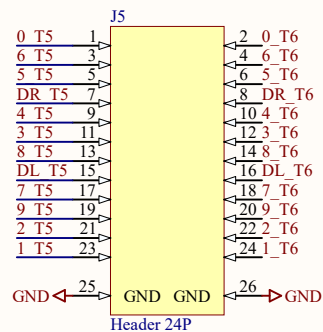 J5
0_T5 1 2 0_T6
6_T5 3 4 6_T6
5_T5 5 6 5_T6
DR_T5 7 8 DR_T6
4_T5 9 10 4_T6
3_T5 11 12 3_T6
8_T5 13 14 8_T6
DL_T5 15 16 DL_T6
7_T5 17 18 7_T6
9_T5 19 20 9_T6
2_T5 21 22 2_T6
1_T5 23 24 1_T6
GND 25 GND GND 26 GND
Header 24P